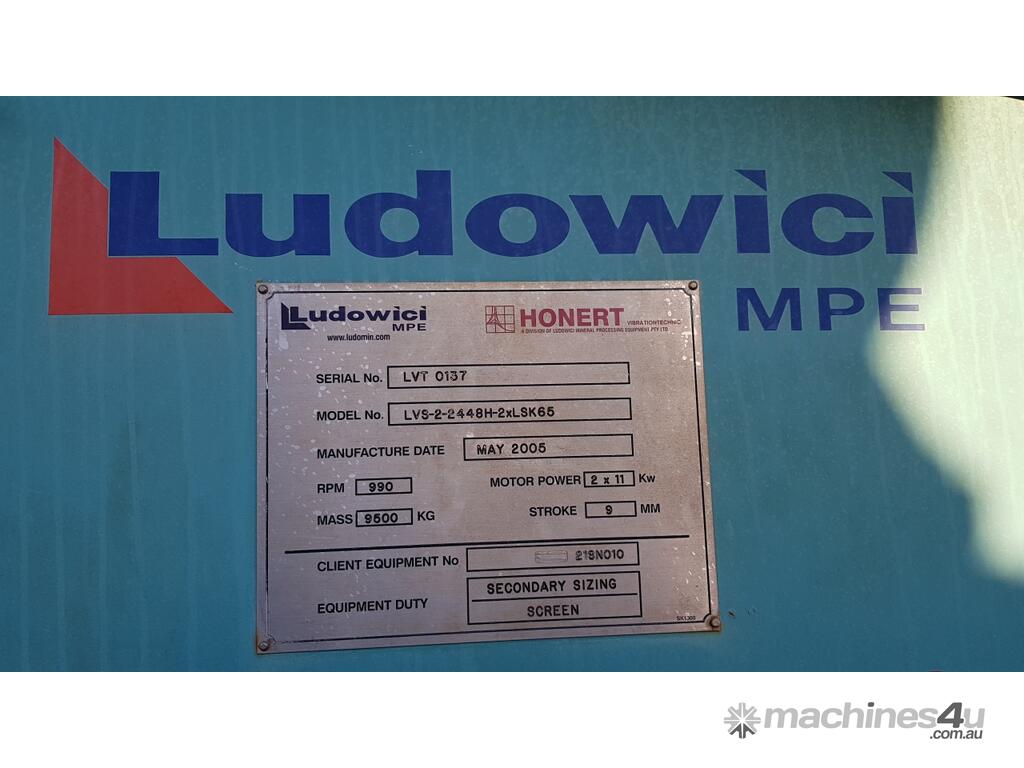 Ludowici
MPE
Ludowici
MPE
www.ludomin.com
HONERT VIBRATIONTECHNIC
A DIVISION OF LUDOWICI MINERAL PROCESSING EQUIPMENT PTY LTD
SERIAL No. LVT 0137
MODEL No. LVS-2-2448H-2xLSK65
MANUFACTURE DATE MAY 2005
RPM 990 MOTOR POWER 2 x 11 Kw
MASS 9500 KG STROKE 9 MM
CLIENT EQUIPMENT No 218N010
EQUIPMENT DUTY SECONDARY SIZING
SCREEN
machines4u
.com.au